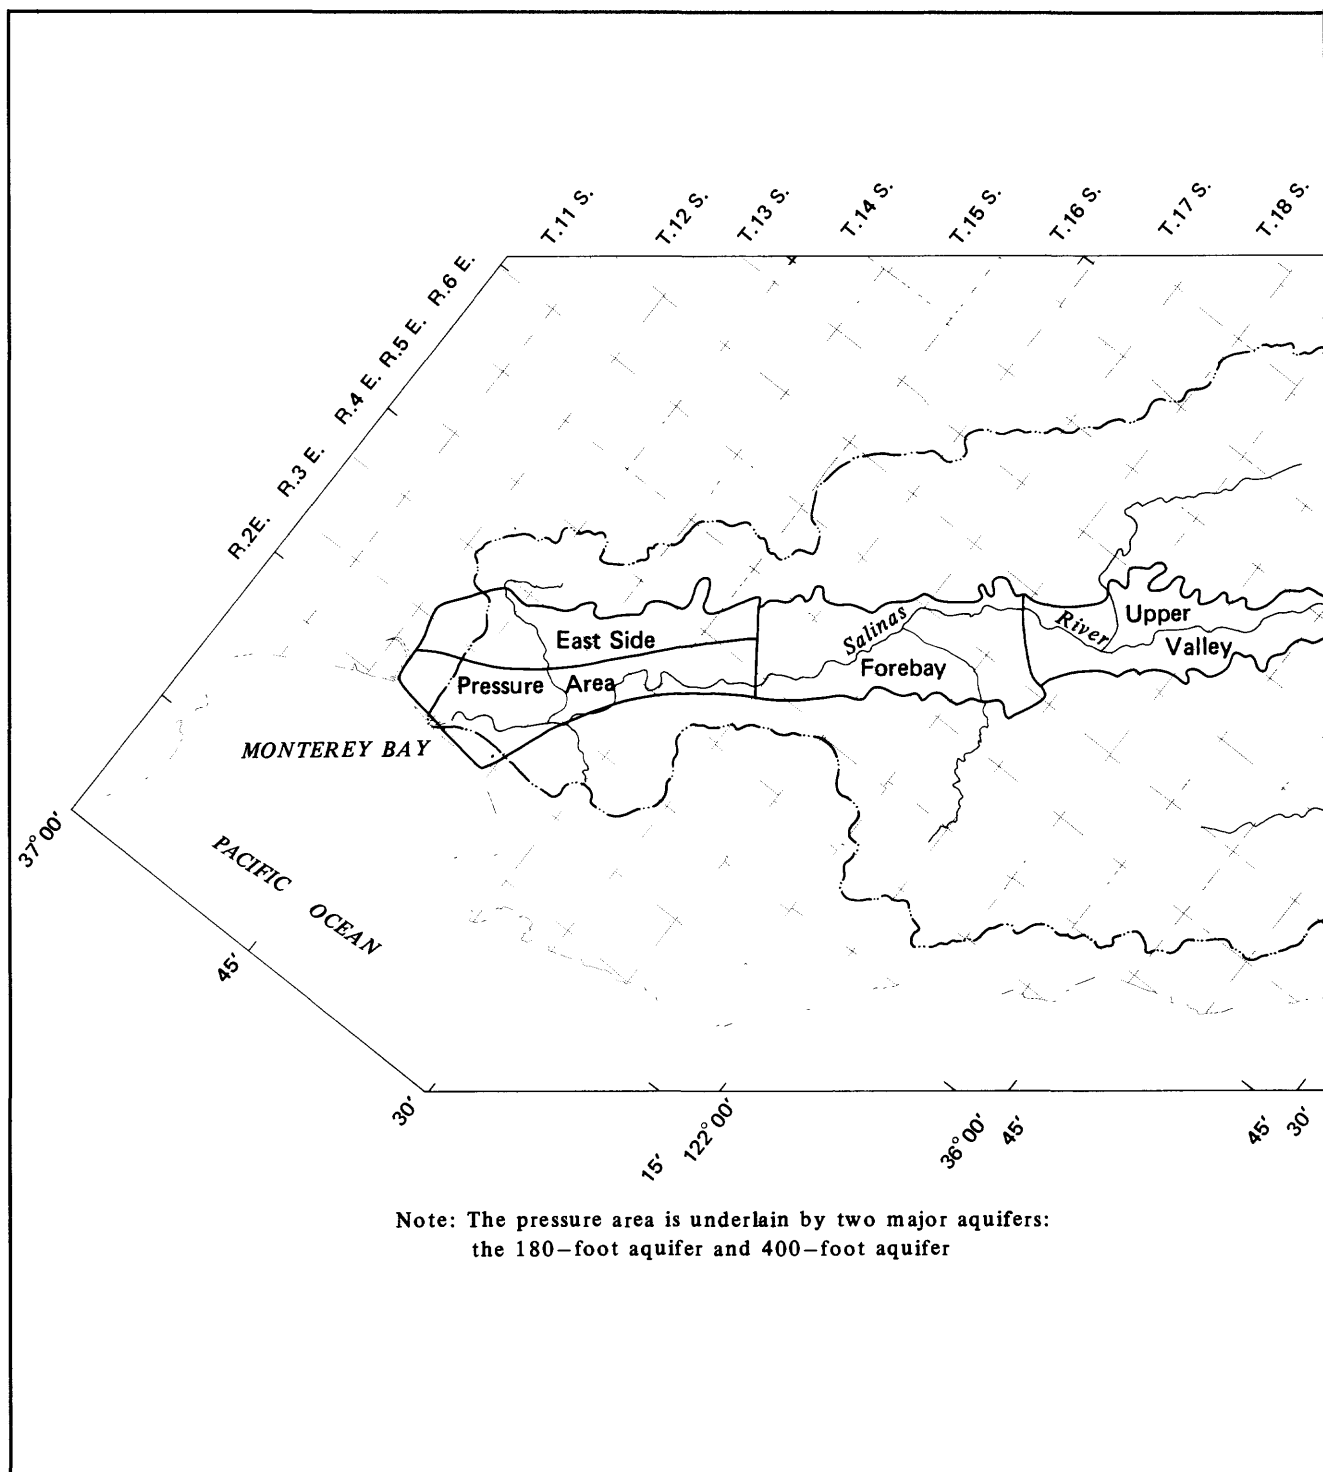 T.11 S.
T.12 S.
T.13 S.
T.14 S.
T.15 S.
T.16 S.
T.17 S.
T.18 S.
R.6 E.
R.5 E.
R.4 E.
R.3 E.
R.2E.
East Side
Pressure Area
Salinas
River
Forebay
Upper
Valley
MONTEREY BAY
PACIFIC OCEAN
37°00'
45'
30'
15'
122°00'
36°00'
45'
45'
30'
Note: The pressure area is underlain by two major aquifers:
the 180–foot aquifer and 400–foot aquifer